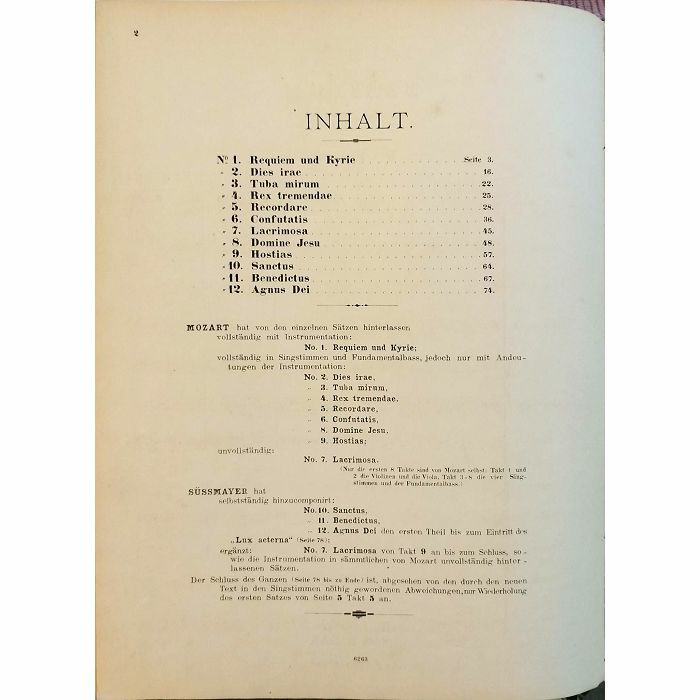 2
INHALT.
No 1. Requiem und Kyrie Seite 3.
„ 2. Dies irae 16.
„ 3. Tuba mirum 22.
„ 4. Rex tremendae 25.
„ 5. Recordare 28.
„ 6. Confutatis 36.
„ 7. Lacrimosa 45.
„ 8. Domine Jesu 48.
„ 9. Hostias 57.
„ 10. Sanctus 64.
„ 11. Benedictus 67.
„ 12. Agnus Dei 74.
MOZART hat von den einzelnen Sätzen hinterlassen
vollständig mit Instrumentation:
No. 1. Requiem und Kyrie;
vollständig in Singstimmen und Fundamentalbass, jedoch nur mit Andeu-
tungen der Instrumentation:
No. 2. Dies irae,
„ 3. Tuba mirum,
„ 4. Rex tremendae,
„ 5. Recordare,
„ 6. Confutatis,
„ 8. Domine Jesu,
„ 9. Hostias;
unvollständig:
No. 7. Lacrimosa.
(Nur die ersten 8 Takte sind von Mozart selbst: Takt 1 und
2 die Violinen und die Viola, Takt 3-8 die vier Sing-
stimmen und der Fundamentalbass.)
SÜSSMAYER hat
selbstständig hinzucomponirt:
No. 10. Sanctus,
„ 11. Benedictus,
„ 12. Agnus Dei den ersten Theil bis zum Eintritt des
„Lux aeterna“ (Seite 78);
ergänzt: No. 7. Lacrimosa von Takt 9 an bis zum Schluss, so-
wie die Instrumentation in sämmtlichen von Mozart unvollständig hinter-
lassenen Sätzen.
Der Schluss des Ganzen (Seite 78 bis zu Ende) ist, abgesehen von den durch den neuen
Text in den Singstimmen nöthig gewordenen Abweichungen, nur Wiederholung
des ersten Satzes von Seite 5 Takt 5 an.
6263